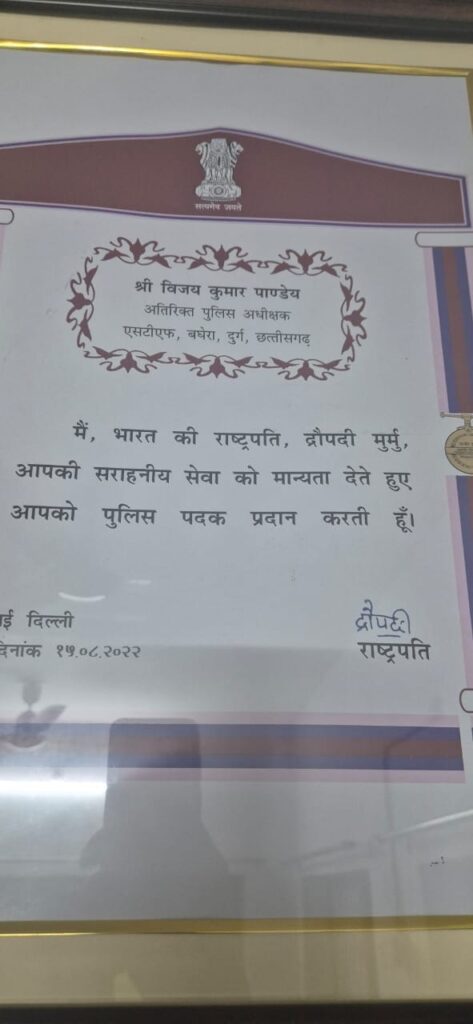 सत्यमेव जयते
श्री विजय कुमार पाण्डेय
अतिरिक्त पुलिस अधीक्षक
एसटीएफ, बघेरा, दुर्ग, छत्तीसगढ़
मैं, भारत की राष्ट्रपति, द्रौपदी मुर्मु,
आपकी सराहनीय सेवा को मान्यता देते हुए
आपको पुलिस पदक प्रदान करती हूँ।
ई दिल्ली
दिनांक १५.०८.२०२२
द्रौपदी
राष्ट्रपति